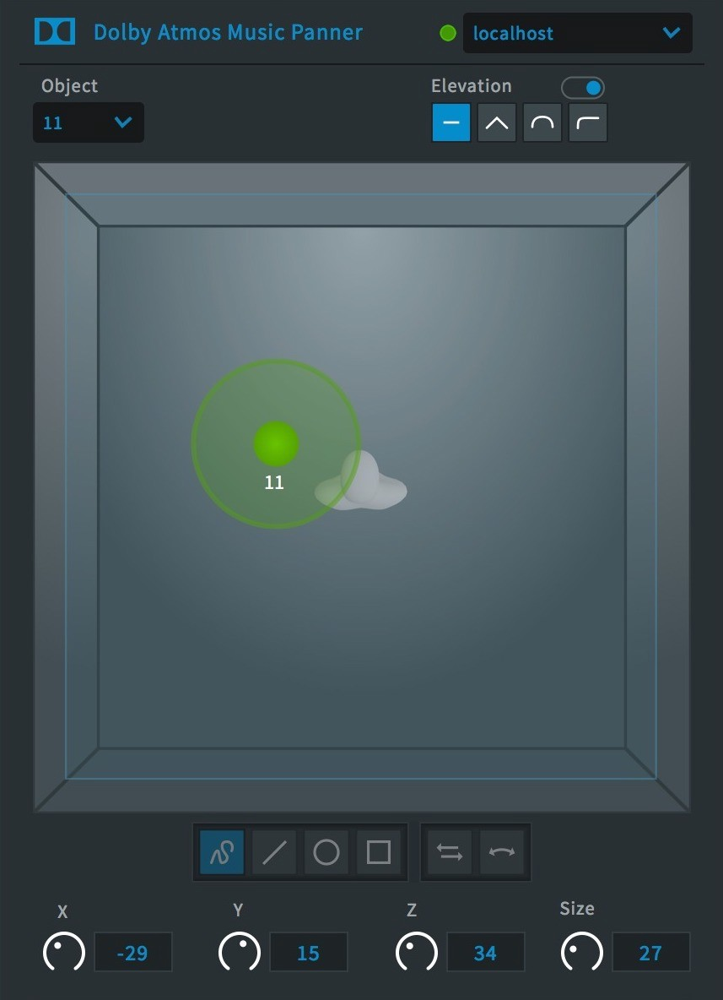 Dolby Atmos Music Panner
localhost
Object
Elevation
11
11
X
Y
Z
Size
-29
15
34
27